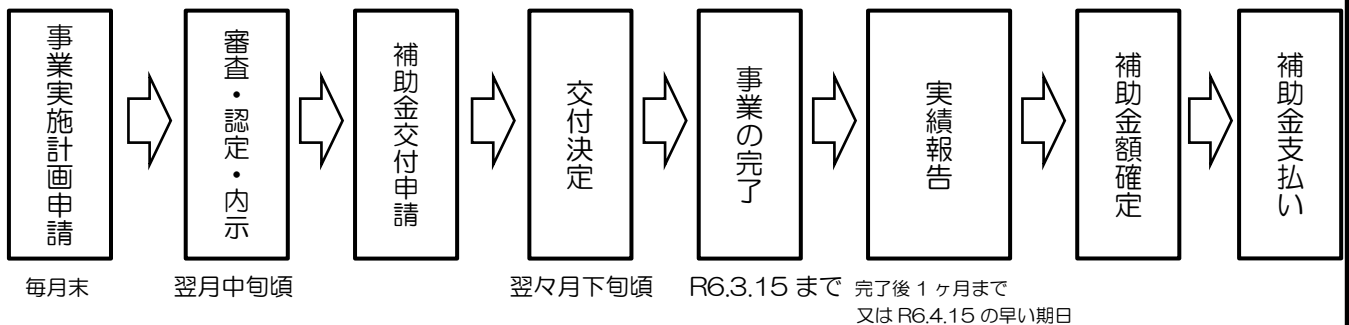 事業実施計画申請
審査・認定・内示
補助金交付申請
交付決定
事業の完了
実績報告
補助金額確定
補助金支払い
毎月末
翌月中旬頃
翌々月下旬頃
R6.3.15 まで
完了後 1 ヶ月まで
又は R6.4.15 の早い期日